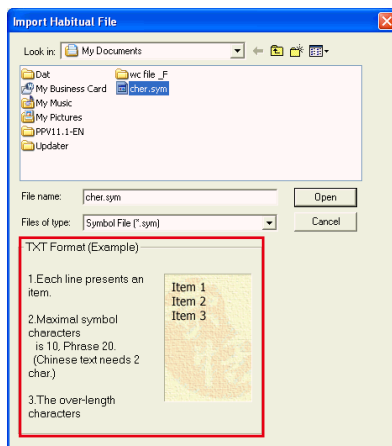 Import Habitual File
Look in: My Documents
Dat
My Business Card
My Music
My Pictures
PPV11.1-EN
Updater
wc file _F
cher.sym
File name: cher.sym Open
Files of type: Symbol File (*.sym) Cancel
TXT Format (Example)
1.Each line presents an
item.
2.Maximal symbol
characters
is 10, Phrase 20.
(Chinese text needs 2
char.)
3.The over-length
characters
Item 1
Item 2
Item 3